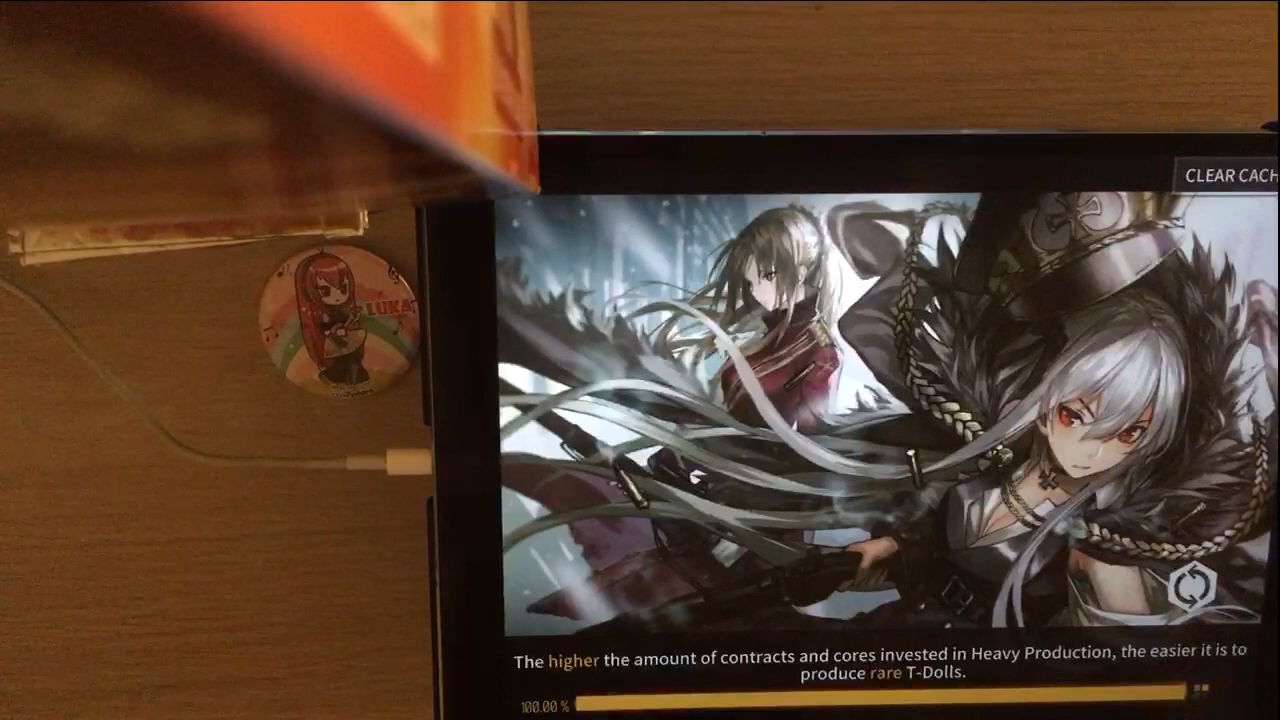 CLEAR CACH
LUKA
The higher the amount of contracts and cores invested in Heavy Production, the easier it is to
produce rare T-Dolls.
100.00 %